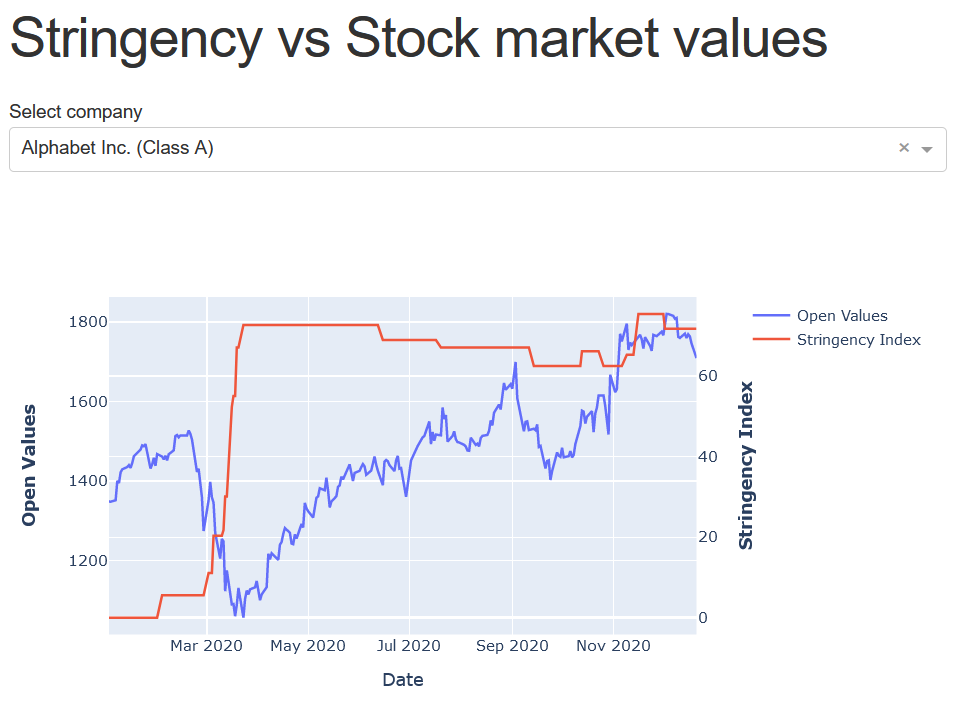 Stringency vs Stock market values
Select company
Alphabet Inc. (Class A)
×
Open Values
1800
1600
1400
1200
60
40
20
0
Stringency Index
Mar 2020
May 2020
Jul 2020
Sep 2020
Nov 2020
Date
Open Values
Stringency Index